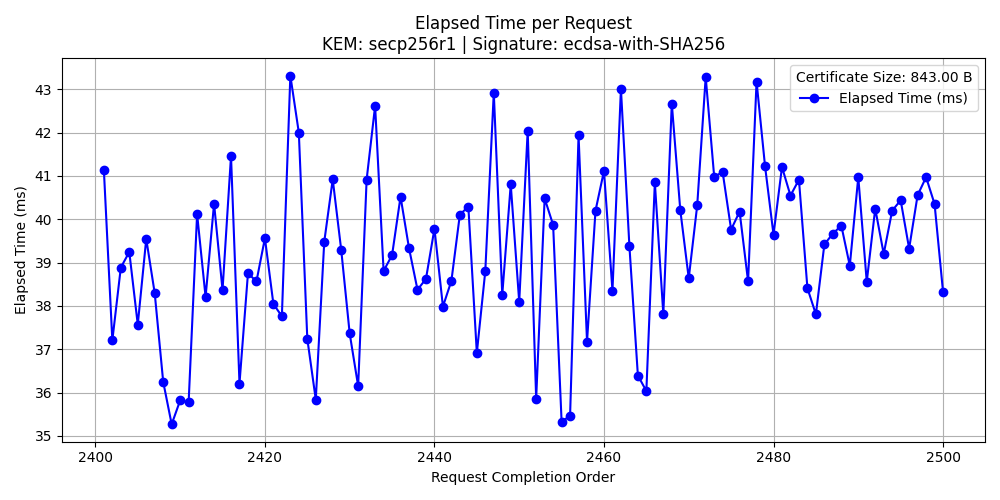 Elapsed Time per Request
KEM: secp256r1 | Signature: ecdsa-with-SHA256
Certificate Size: 843.00 B
Elapsed Time (ms)
Elapsed Time (ms)
43
42
41
40
39
38
37
36
35
2400
2420
2440
2460
2480
2500
Request Completion Order